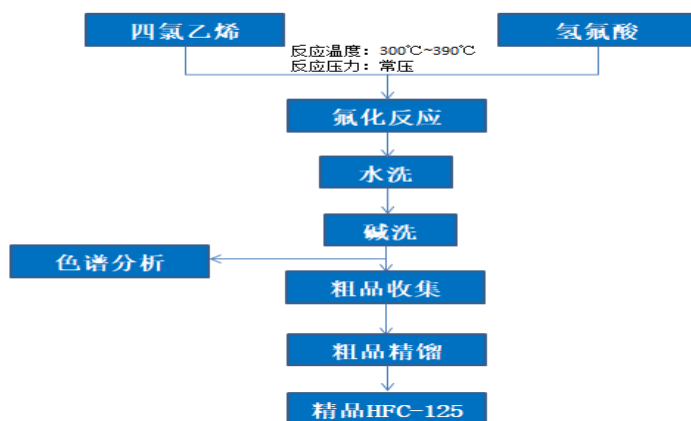 四氯乙烯
氢氟酸
反应温度：300℃~390℃
反应压力：常压
氟化反应
水洗
碱洗
色谱分析
粗品收集
粗品精馏
精品HFC-125